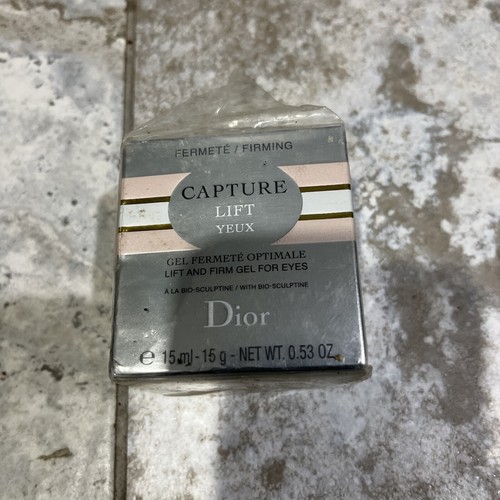 FERMETÉ / FIRMING
CAPTURE
LIFT
YEUX
GEL FERMETÉ OPTIMALE
LIFT AND FIRM GEL FOR EYES
À LA BIO-SCULPTINE / WITH BIO-SCULPTINE
Dior
℮ 15 ml - 15 g - NET WT. 0.53 OZ.